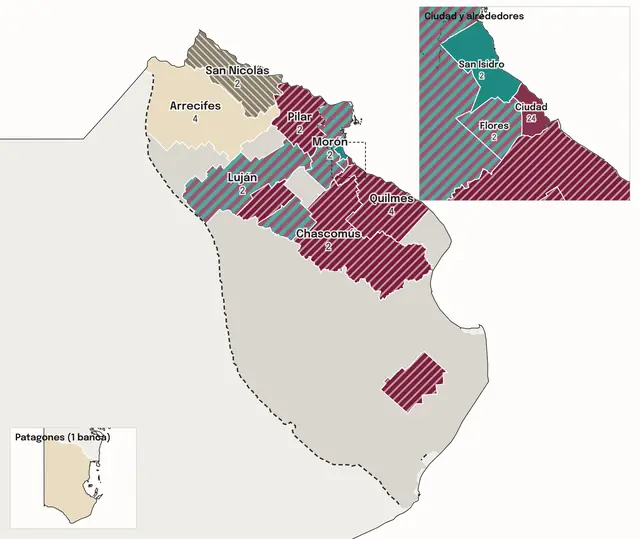 Ciudad y alrededores
San Nicolás
2
San Isidro
2
Arrecifes
4
Ciudad
24
Pilar
2
Flores
2
Morón
2
Luján
2
Quilmes
4
Chascomús
2
Patagones (1 banca)